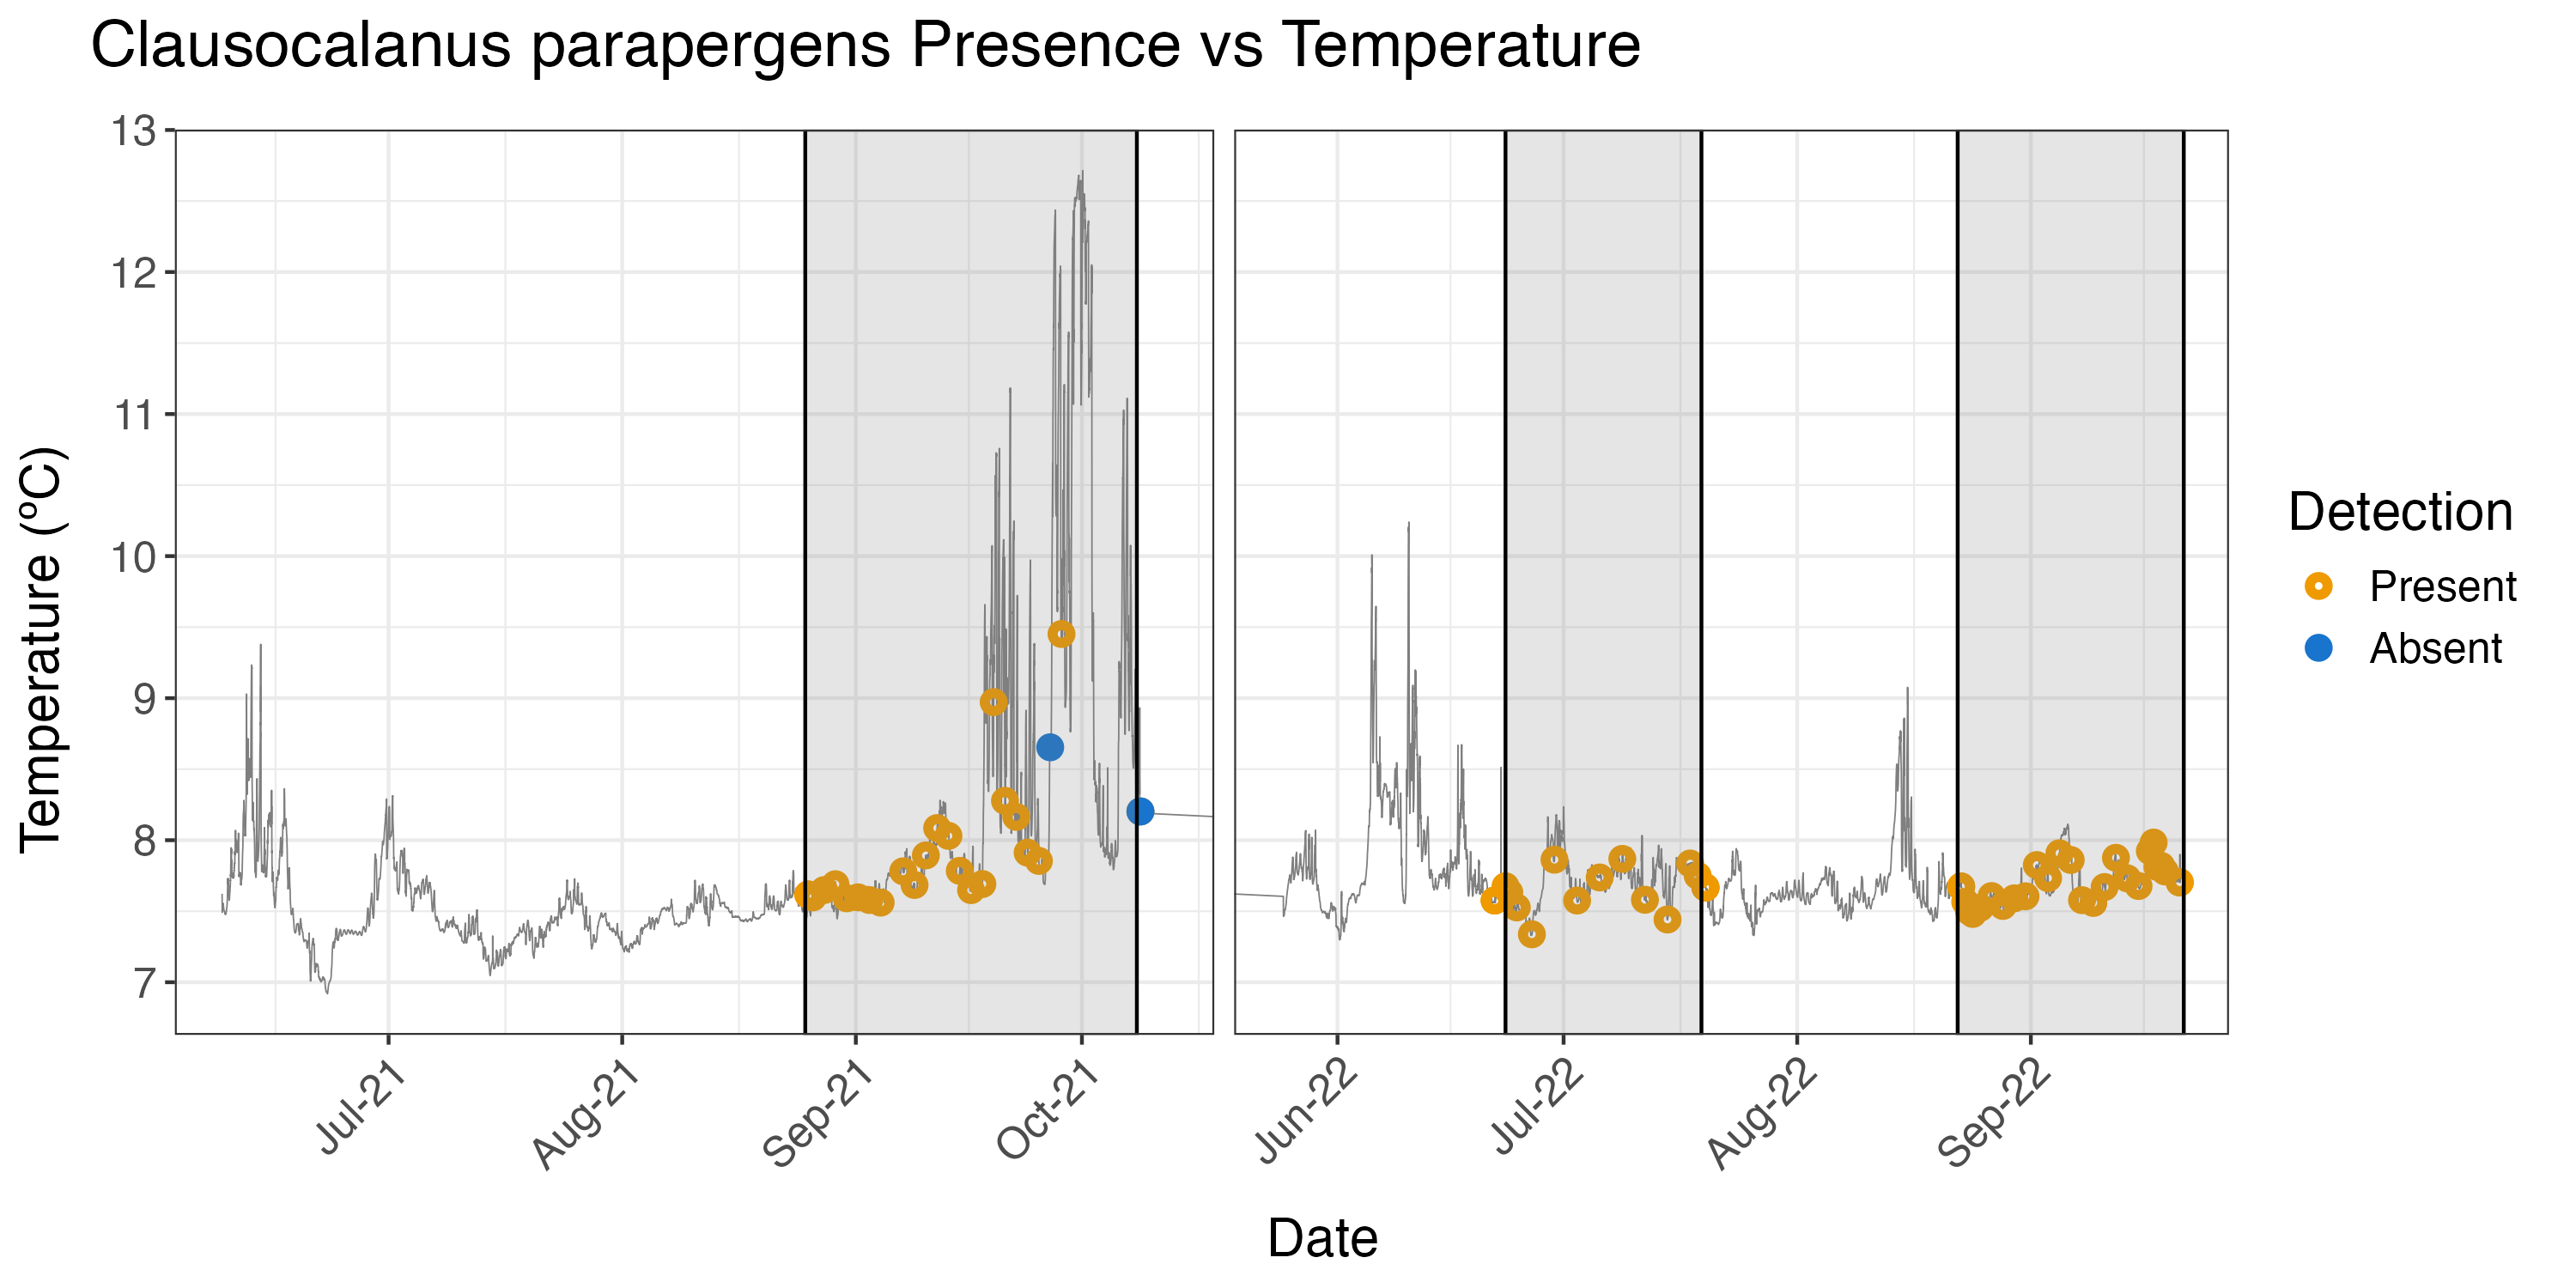 Clausocalanus parapergens Presence vs Temperature
Temperature (ºC)
13
12
11
10
9
8
7
Jul-21
Aug-21
Sep-21
Oct-21
Jun-22
Jul-22
Aug-22
Sep-22
Date
Detection
Present
Absent